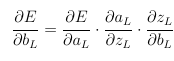 ∂E/∂b_L = ∂E/∂a_L · ∂a_L/∂z_L · ∂z_L/∂b_L